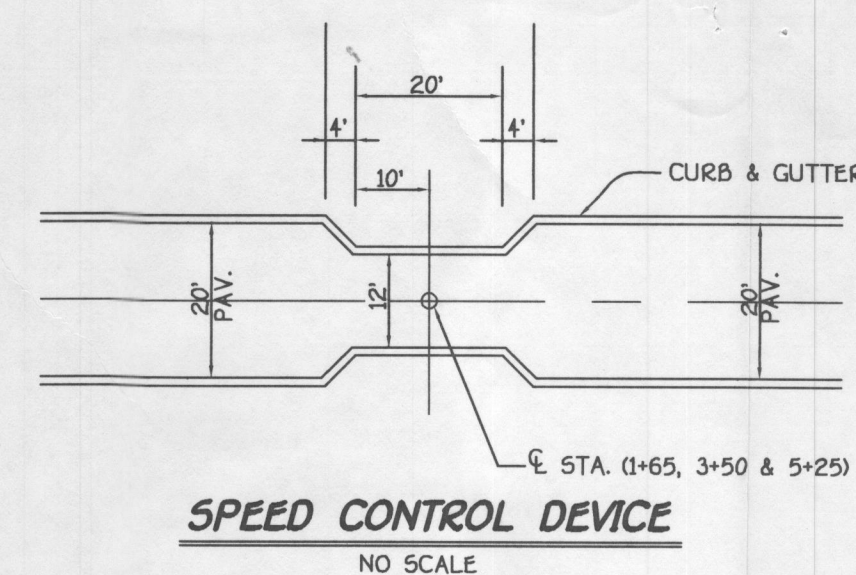 20'
4'
4'
10'
CURB & GUTTER
20'
PAV.
12'
20'
PAV.
℄ STA. (1+65, 3+50 & 5+25)
SPEED CONTROL DEVICE
NO SCALE